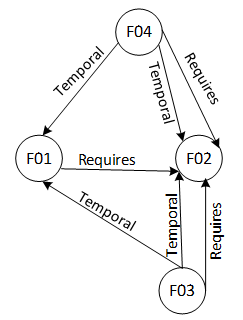 F04
Temporal
Temporal
Requires
F01
Requires
F02
Temporal
Temporal
Requires
F03